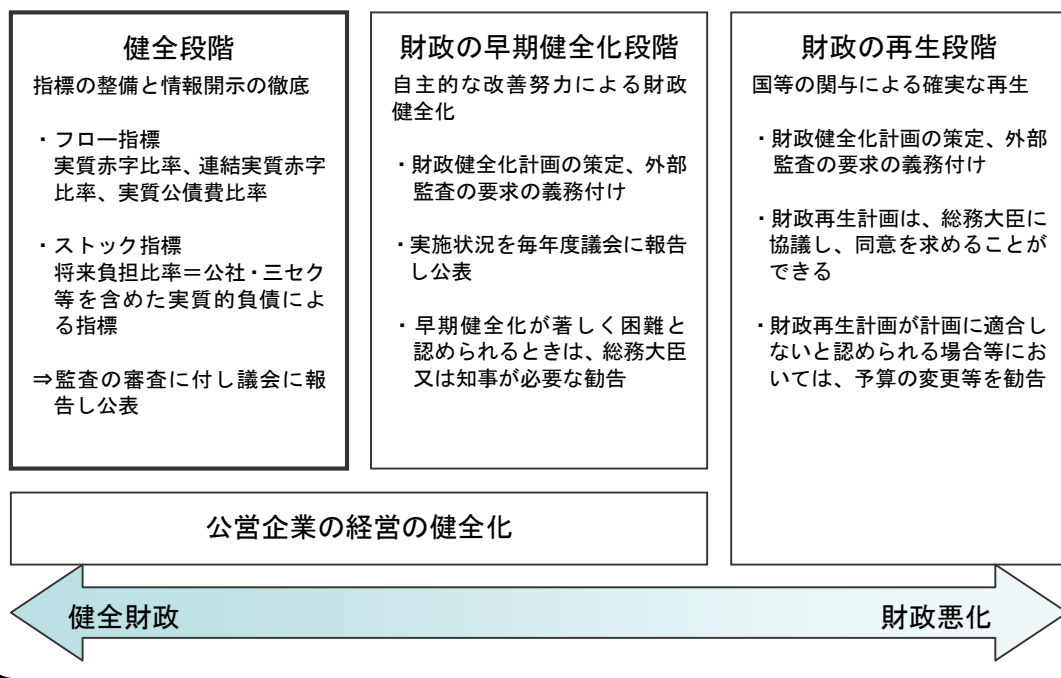 健全段階
指標の整備と情報開示の徹底
・フロー指標
実質赤字比率、連結実質赤字
比率、実質公債費比率
・ストック指標
将来負担比率＝公社・三セク
等を含めた実質的負債によ
る指標
⇒監査の審査に付し議会に報
告し公表
財政の早期健全化段階
自主的な改善努力による財政
健全化
・財政健全化計画の策定、外部
監査の要求の義務付け
・実施状況を毎年度議会に報告
し公表
・早期健全化が著しく困難と
認められるときは、総務大臣
又は知事が必要な勧告
財政の再生段階
国等の関与による確実な再生
・財政健全化計画の策定、外部
監査の要求の義務付け
・財政再生計画は、総務大臣に
協議し、同意を求めることが
できる
・財政再生計画が計画に適合し
ないと認められる場合等にお
いては、予算の変更等を勧告
公営企業の経営の健全化
健全財政
財政悪化